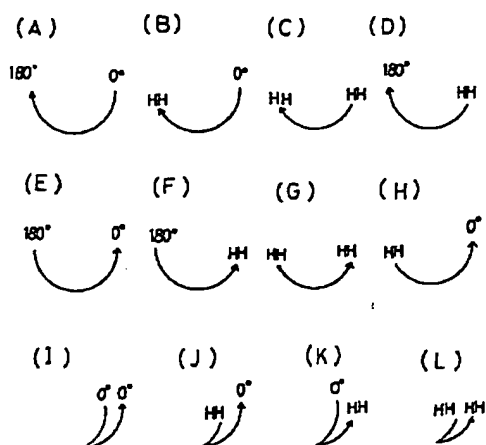 (A) (B) (C) (D)
180° 0° HH 0° HH HH 180° HH
(E) (F) (G) (H)
180° 0° 180° HH HH HH HH 0°
(I) (J) (K) (L)
0° 0° HH 0° 0° HH HH HH